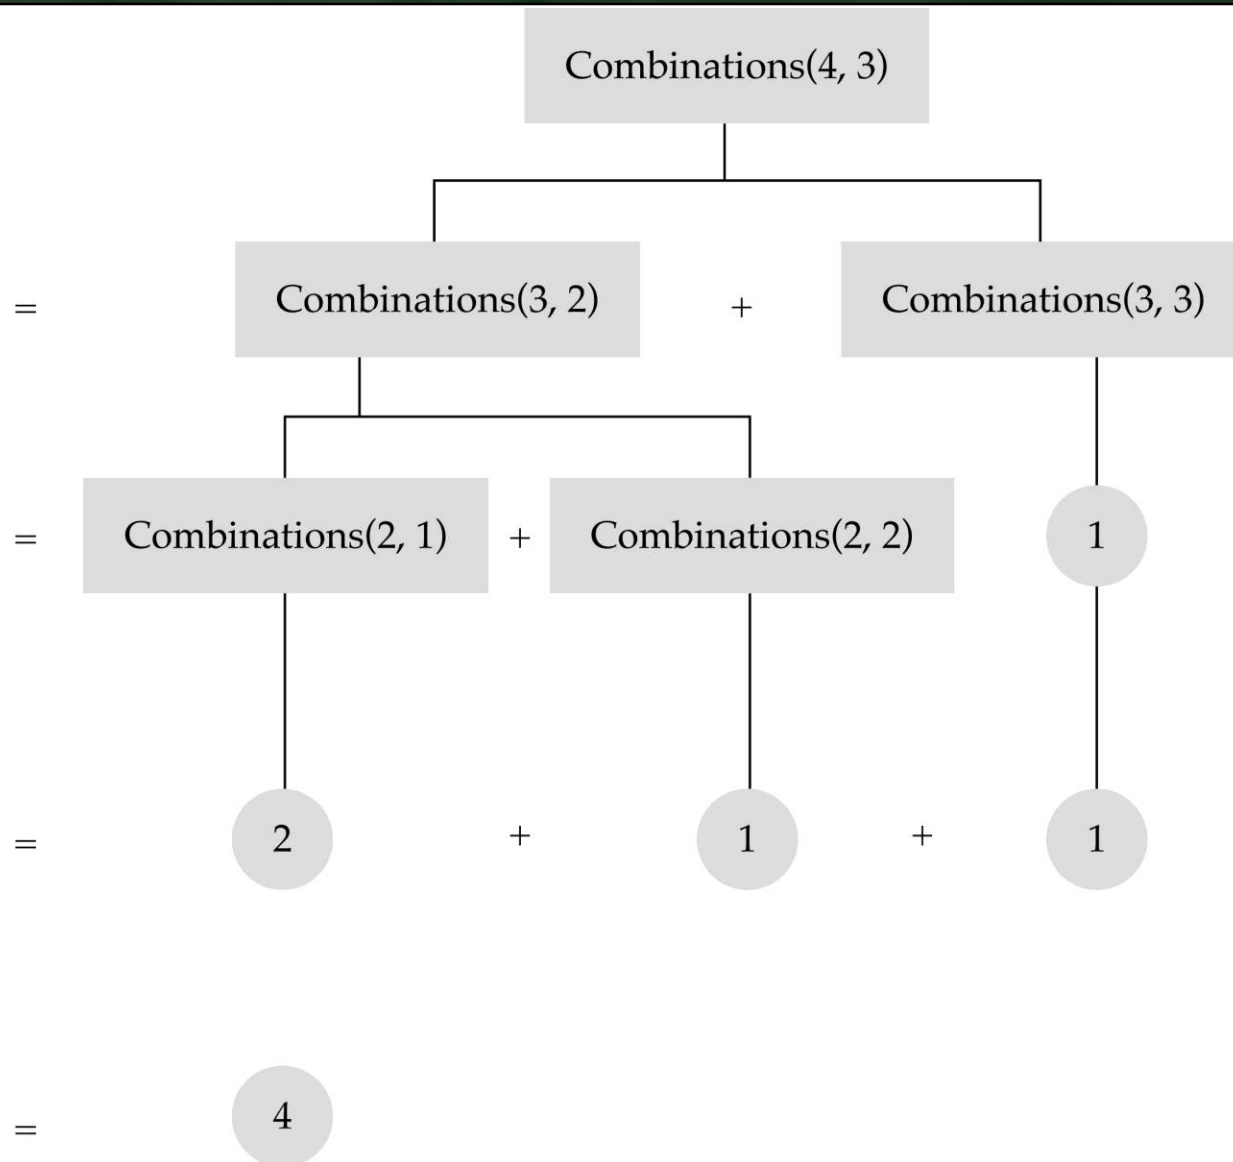 Combinations(4, 3)
= Combinations(3, 2) + Combinations(3, 3)
= Combinations(2, 1) + Combinations(2, 2) 1
= 2 + 1 + 1
= 4